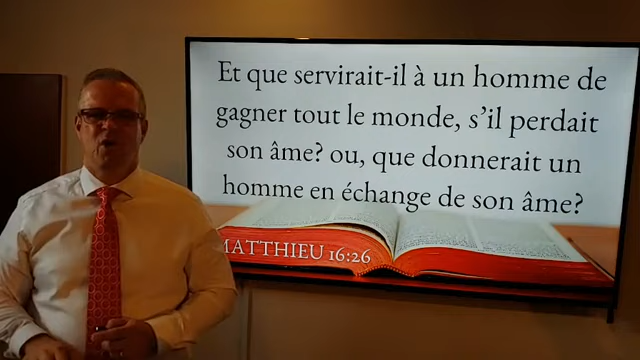 Et que servirait-il à un homme de
gagner tout le monde, s'il perdait
son âme? ou, que donnerait un
homme en échange de son âme?
MATTHIEU 16:26